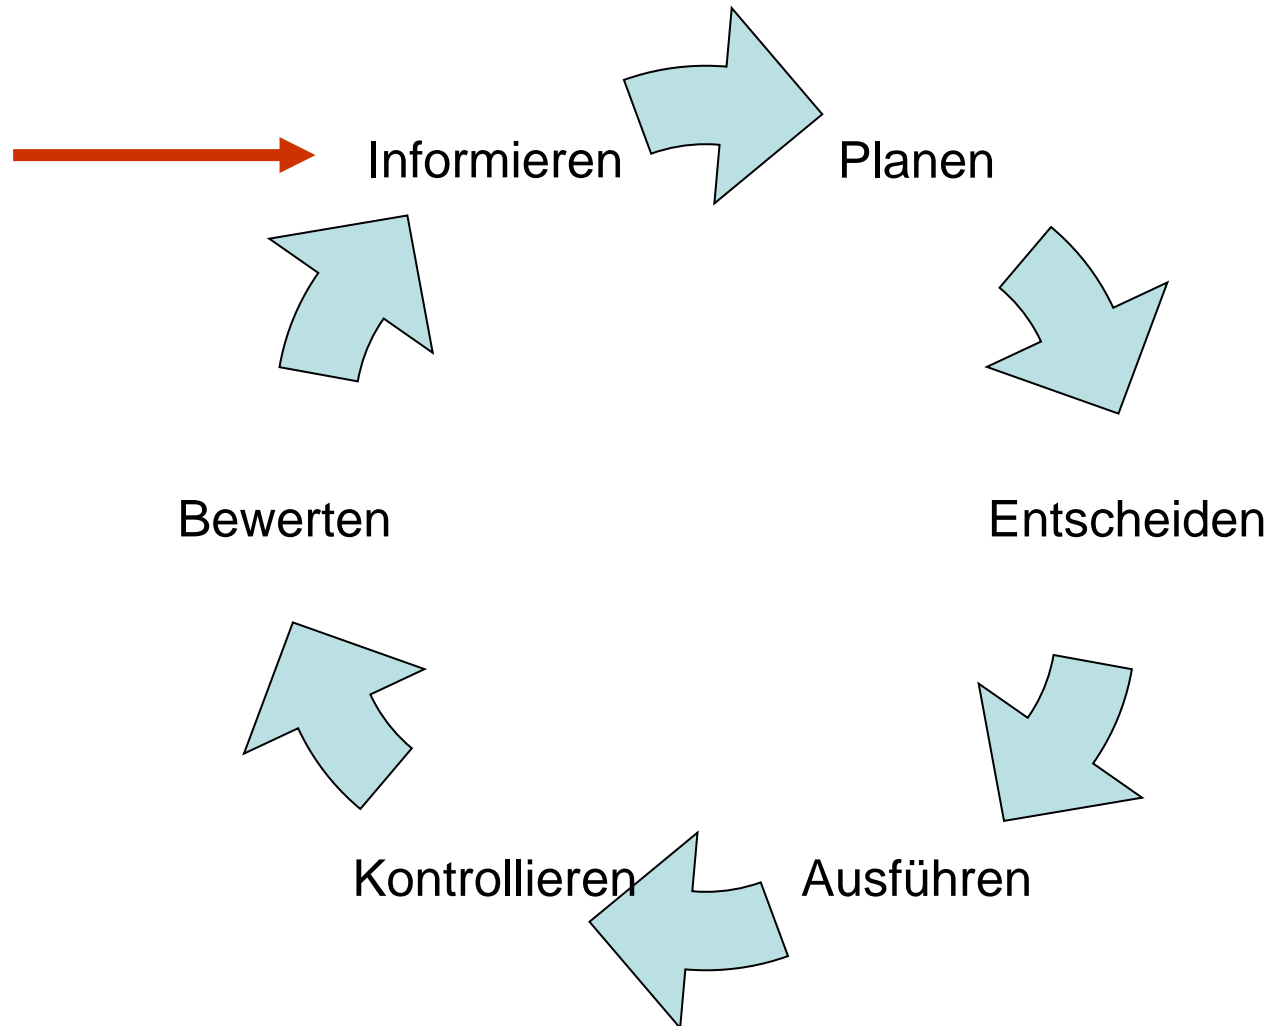 Informieren
Planen
Entscheiden
Ausführen
Kontrollieren
Bewerten